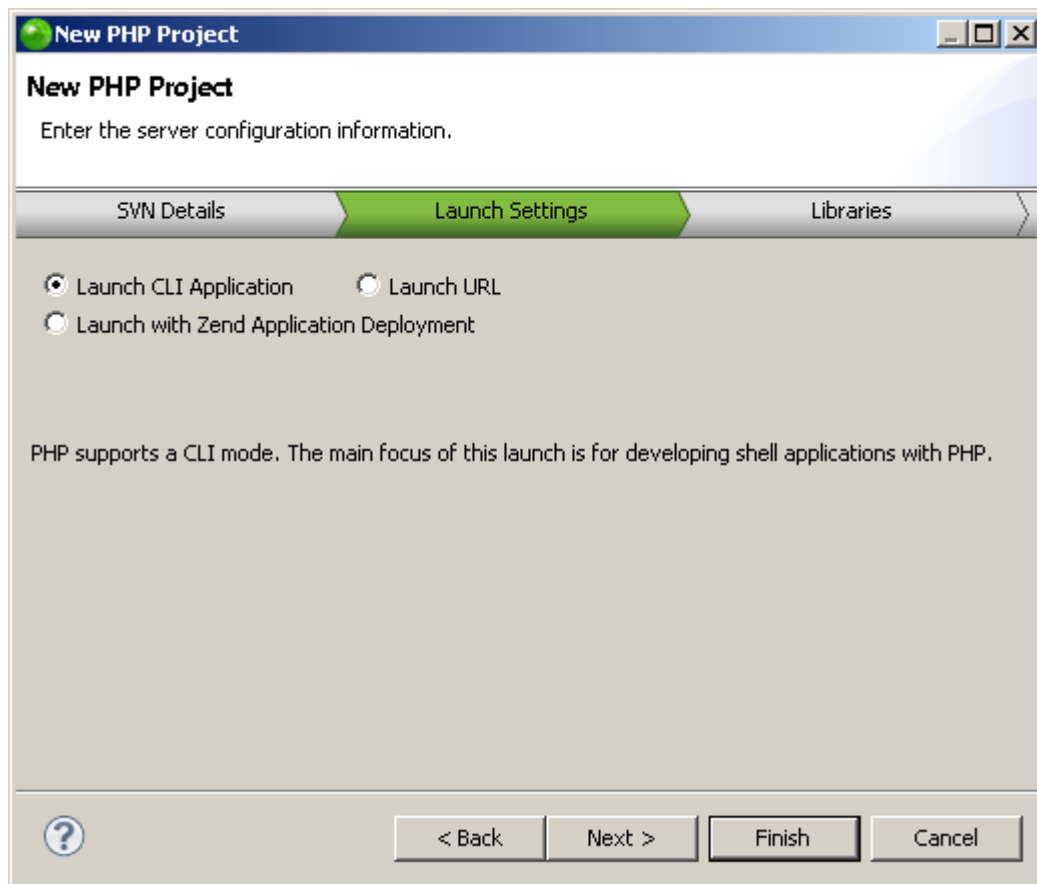 New PHP Project
New PHP Project
Enter the server configuration information.
SVN Details Launch Settings Libraries
Launch CLI Application Launch URL
Launch with Zend Application Deployment
PHP supports a CLI mode. The main focus of this launch is for developing shell applications with PHP.
? < Back Next > Finish Cancel